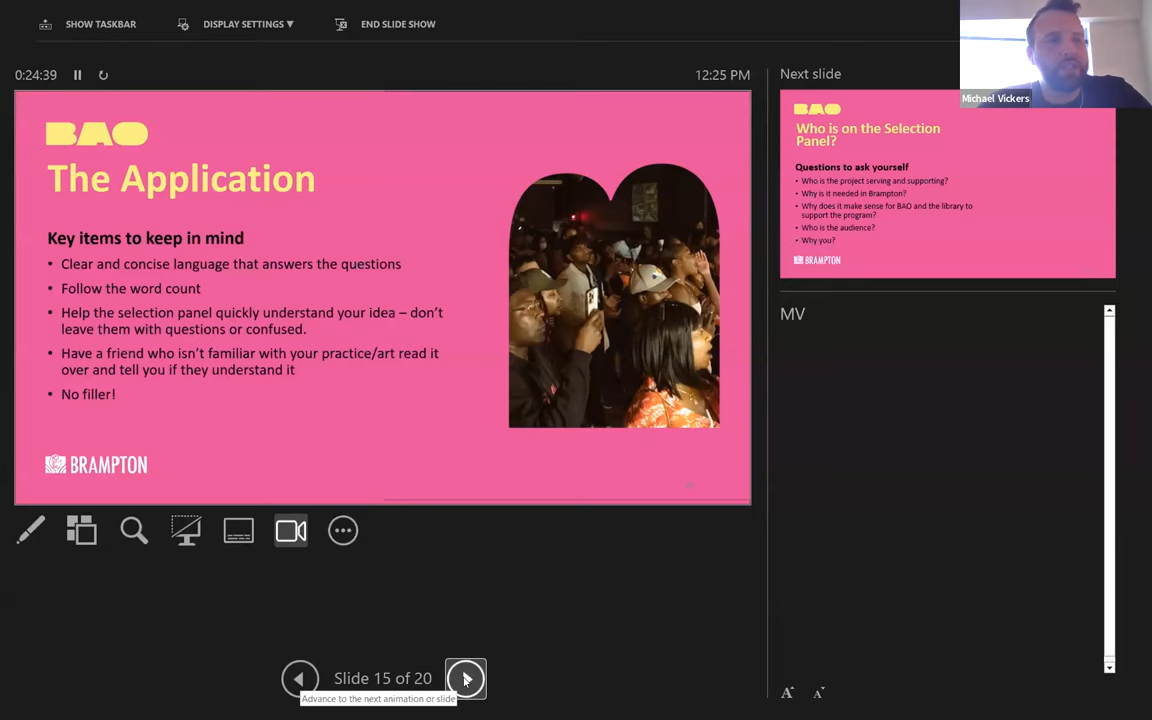 SHOW TASKBAR
DISPLAY SETTINGS ▼
END SLIDE SHOW
0:24:39
12:25 PM
BAO
The Application
Key items to keep in mind
• Clear and concise language that answers the questions
• Follow the word count
• Help the selection panel quickly understand your idea – don't
leave them with questions or confused.
• Have a friend who isn't familiar with your practice/art read it
over and tell you if they understand it
• No filler!
BRAMPTON
Slide 15 of 20
Advance to the next animation or slide
Next slide
Michael Vickers
BAO
Who is on the Selection
Panel?
Questions to ask yourself
• Who is the project serving and supporting?
• Why is it needed in Brampton?
• Why does it make sense for BAO and the library to
support the program?
• Who is the audience?
• Why you?
BRAMPTON
MV
A A